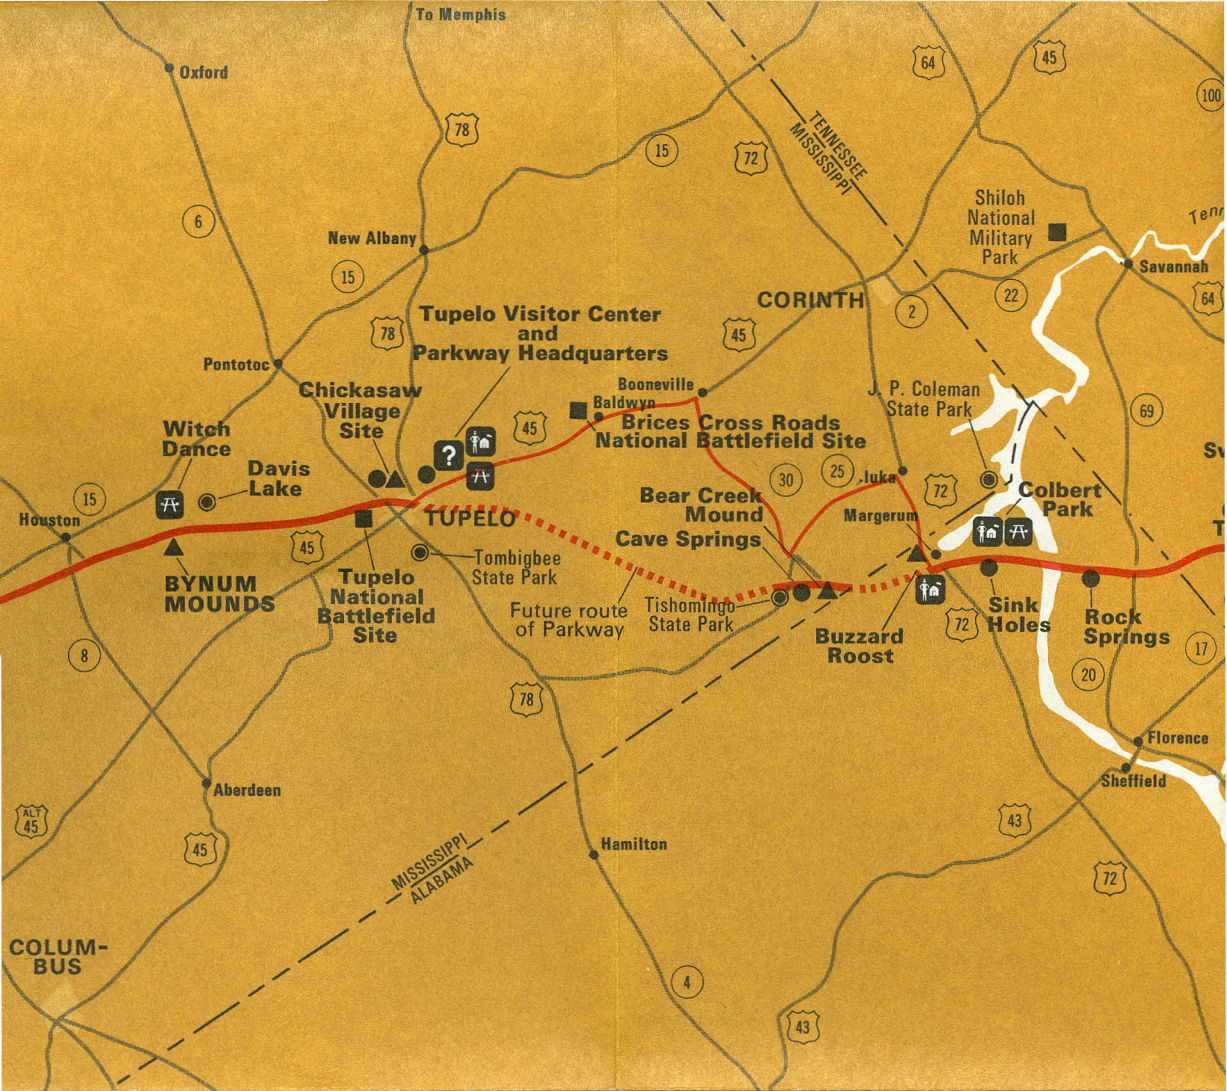 To Memphis
Oxford
64
45
100
78
TENNESSEE
MISSISSIPPI
15
72
6
Shiloh
National
Military
Park
New Albany
Savannah
15
22
64
CORINTH
2
Tupelo Visitor Center
and
Parkway Headquarters
78
45
Pontotoc
Chickasaw
Village
Site
Booneville
Baldwyn
J. P. Coleman
State Park
69
45
Brices Cross Roads
National Battlefield Site
Witch
Dance
?
Davis
Lake
30
25
Iuka
72
Colbert
Park
15
Houston
Bear Creek
Mound
Margerum
TUPELO
Cave Springs
45
Tombigbee
State Park
BYNUM
MOUNDS
Tupelo
National
Battlefield
Site
Future route
of Parkway
Tishomingo
State Park
Buzzard
Roost
72
Sink
Holes
Rock
Springs
8
17
20
78
Florence
Sheffield
Aberdeen
ALT
45
45
43
Hamilton
MISSISSIPPI
ALABAMA
72
COLUM-
BUS
4
43